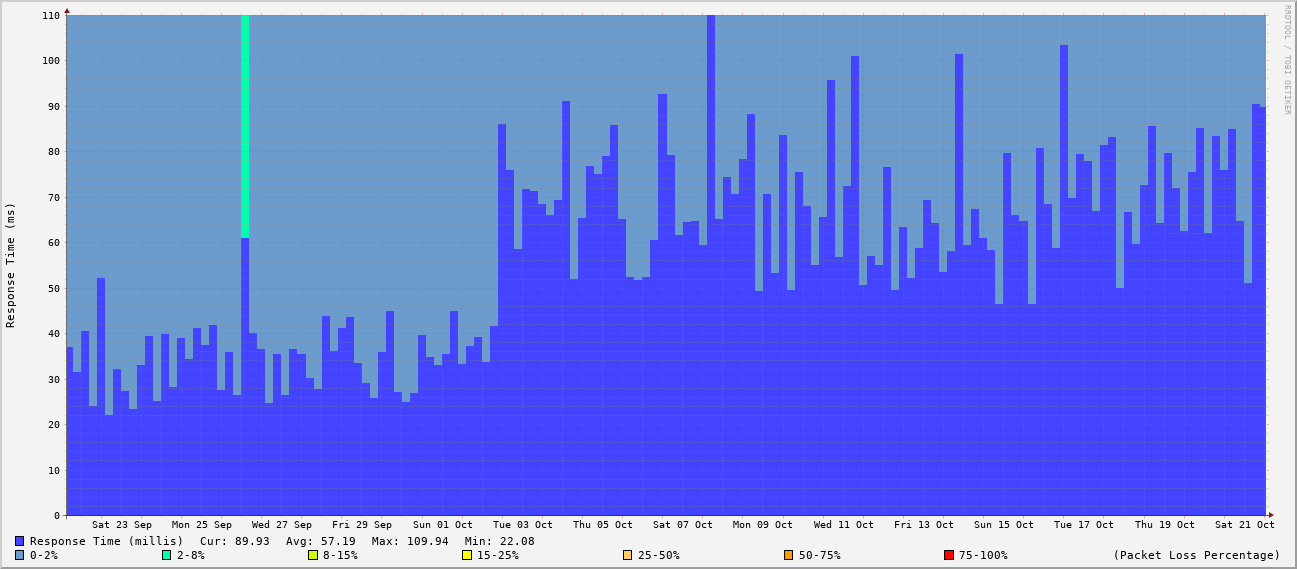 110
100
90
80
70
60
50
40
30
20
10
0
Response Time (ms)
RRDTOOL / TOBI OETIKER
Sat 23 Sep Mon 25 Sep Wed 27 Sep Fri 29 Sep Sun 01 Oct Tue 03 Oct Thu 05 Oct Sat 07 Oct Mon 09 Oct Wed 11 Oct Fri 13 Oct Sun 15 Oct Tue 17 Oct Thu 19 Oct Sat 21 Oct
Response Time (millis) Cur: 89.93 Avg: 57.19 Max: 109.94 Min: 22.08
0-2% 2-8% 8-15% 15-25% 25-50% 50-75% 75-100% (Packet Loss Percentage)